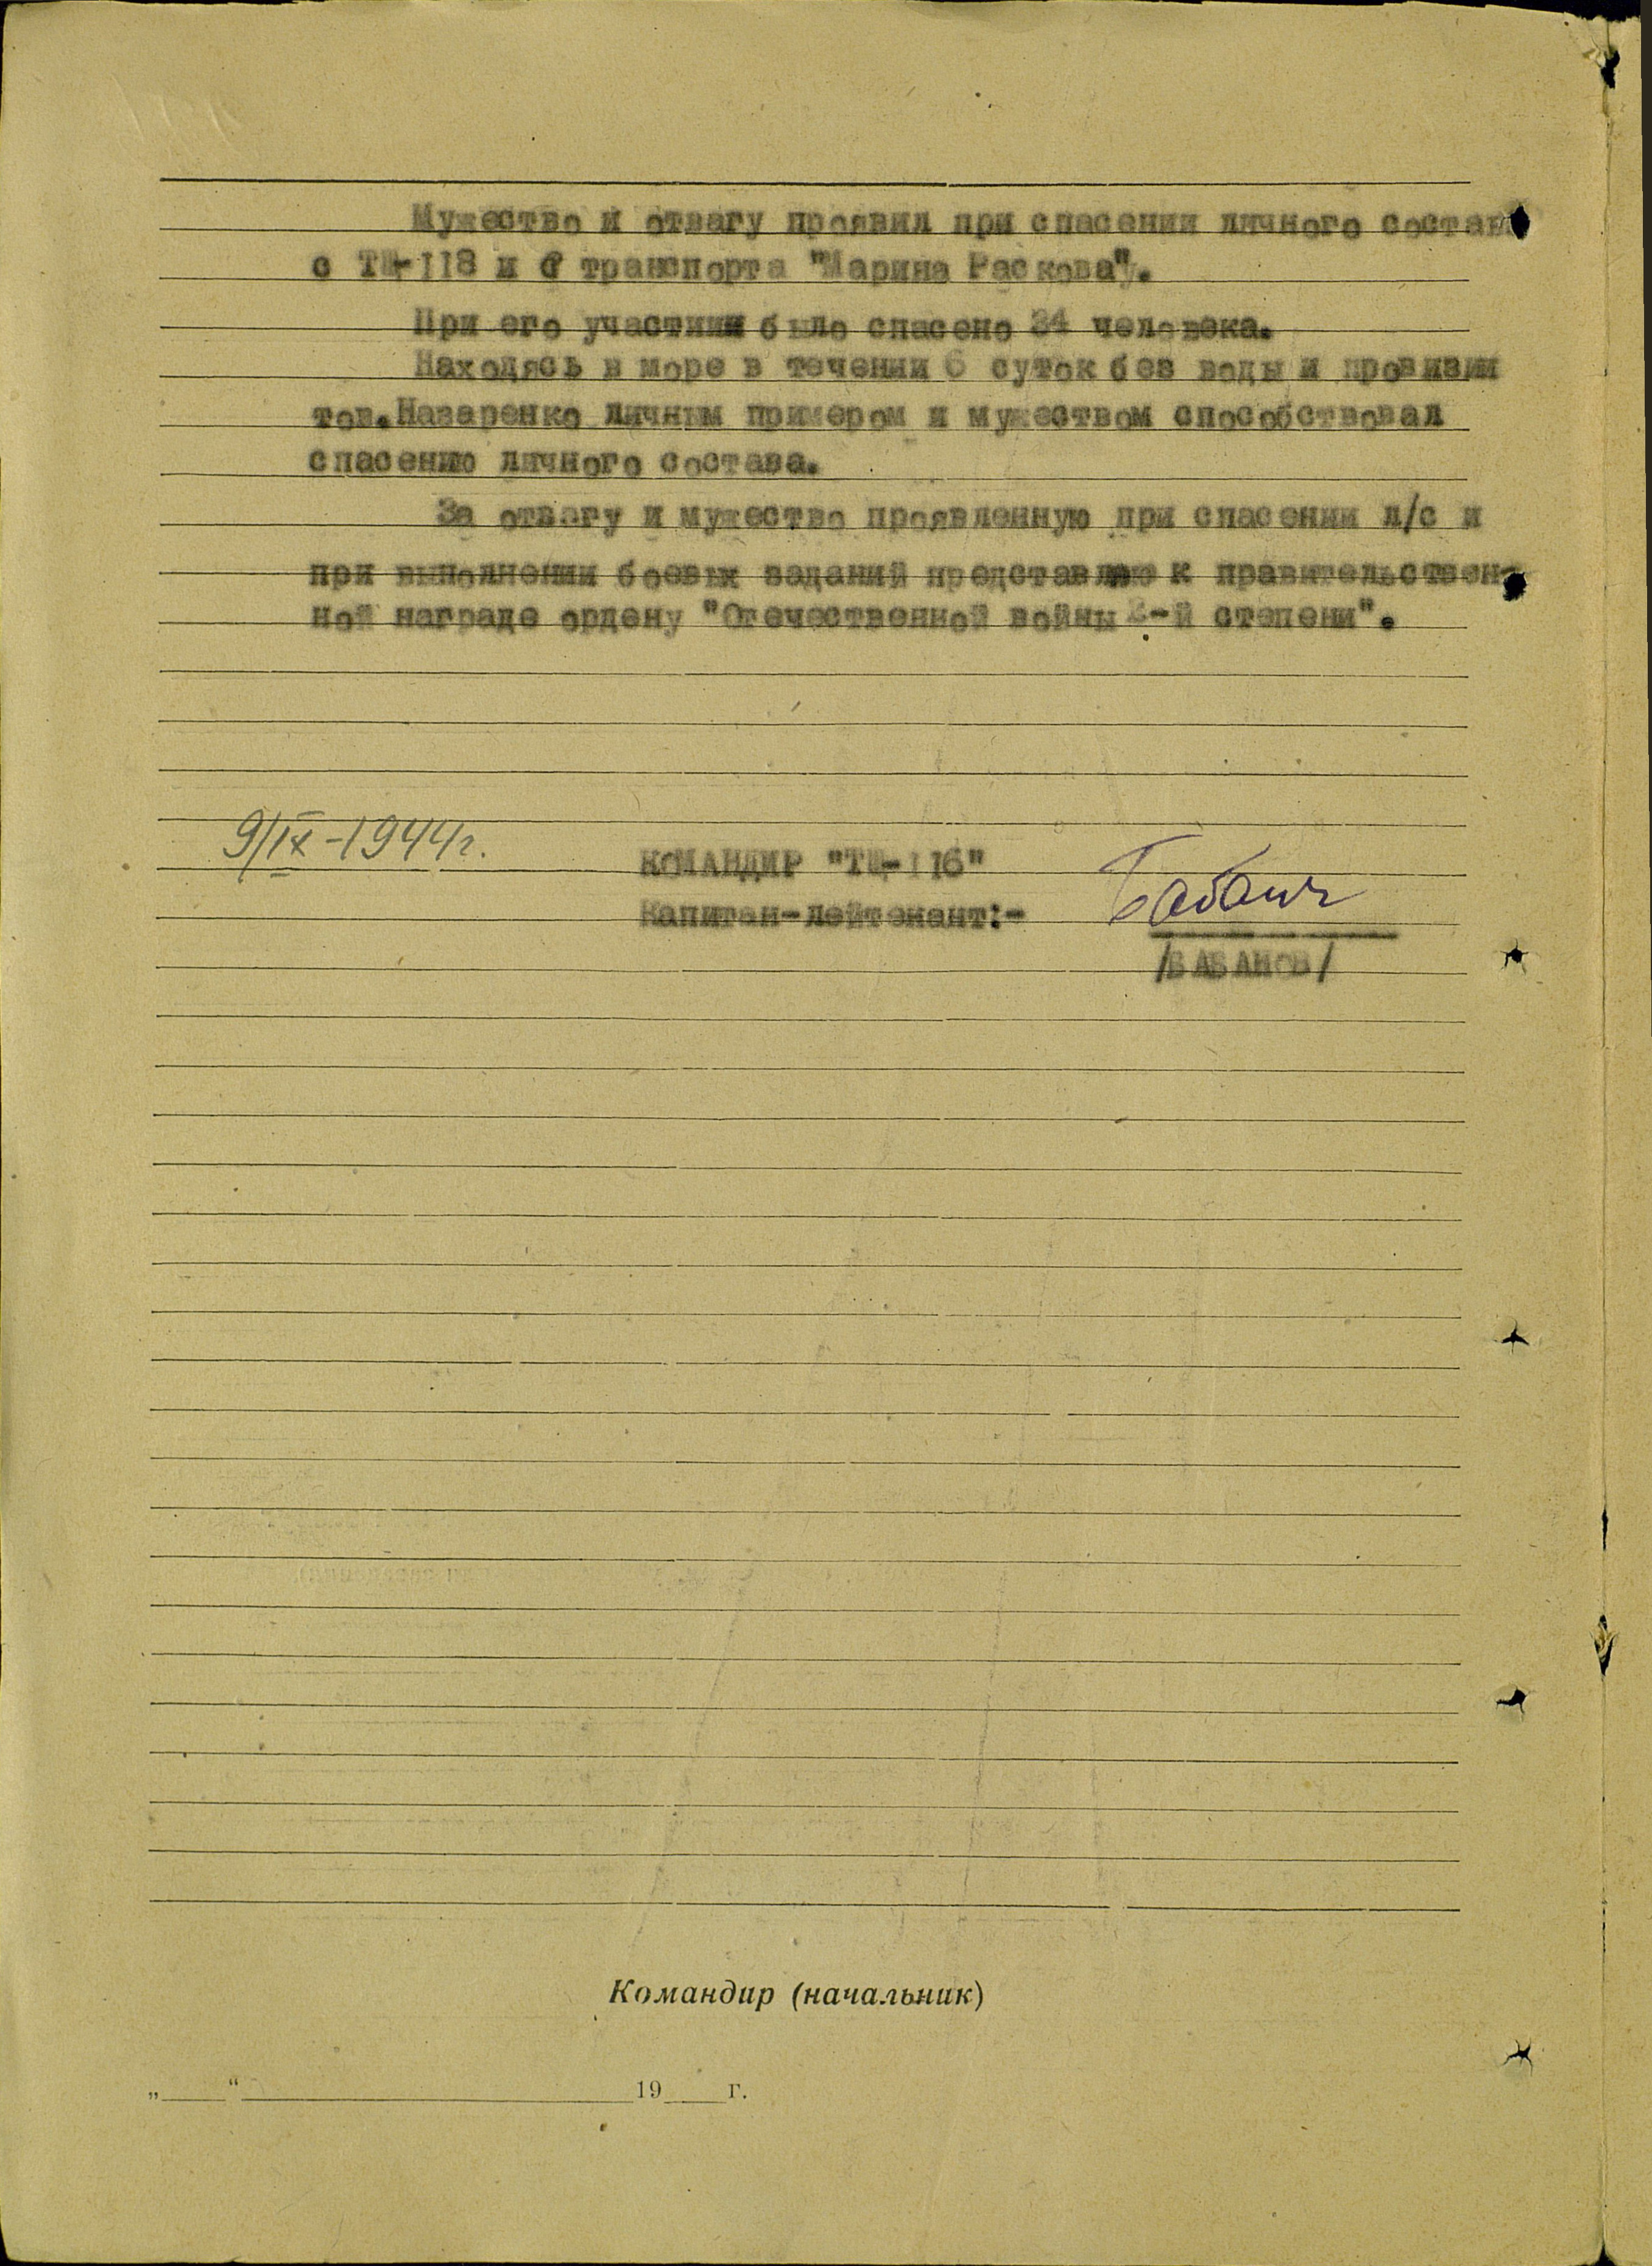 Мужество и отвагу проявил при спасении личного состава
с ТЩ-118 и с транспорта "Марина Раскова".
При его участии было спасено 34 человека.
Находясь в море в течении 6 суток без воды и провизии
тов.Назаренко личным примером и мужеством способствовал
спасению личного состава.
За отвагу и мужество проявленную при спасении л/с и
при выполнении боевых заданий представляю к правительствен-
ной награде ордену "Отечественной войны 2-й степени".
9/IX-1944г.
КОМАНДИР "ТЩ-116"
Капитан-лейтенант:-
/БАБАНОВ/
Командир (начальник)
„____“____________19___г.